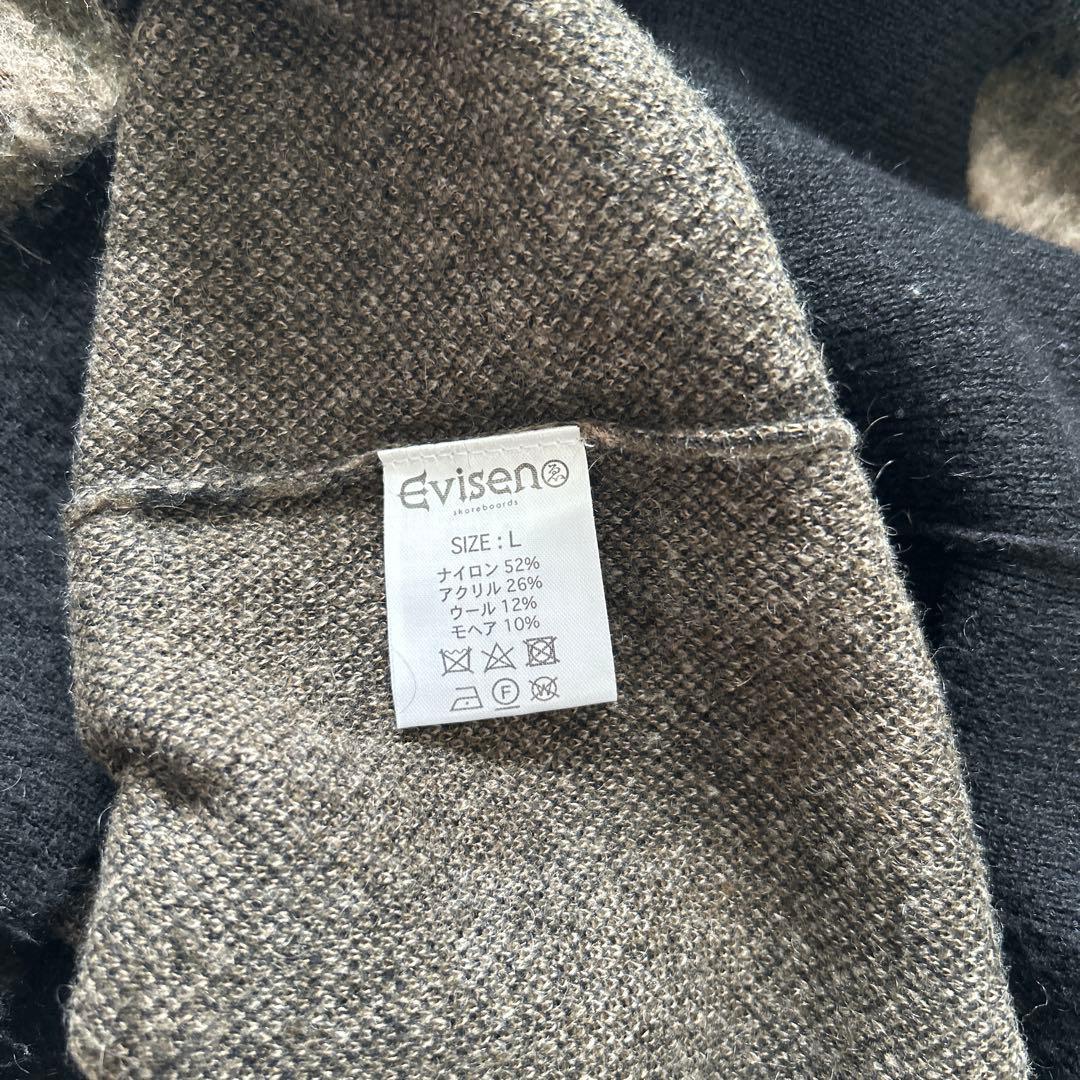 Evisen ゑ
skateboards
SIZE : L
ナイロン 52%
アクリル 26%
ウール 12%
モヘア 10%
F W